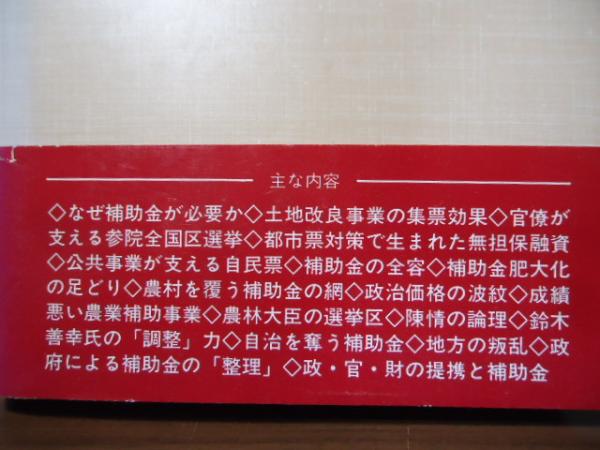 主な内容
◇なぜ補助金が必要か◇土地改良事業の集票効果◇官僚が
支える参院全国区選挙◇都市票対策で生まれた無担保融資
◇公共事業が支える自民票◇補助金の全容◇補助金肥大化
の足どり◇農村を覆う補助金の網◇政治価格の波紋◇成績
悪い農業補助事業◇農林大臣の選挙区◇陳情の論理◇鈴木
善幸氏の「調整」力◇自治を奪う補助金◇地方の叛乱◇政
府による補助金の「整理」◇政・官・財の提携と補助金